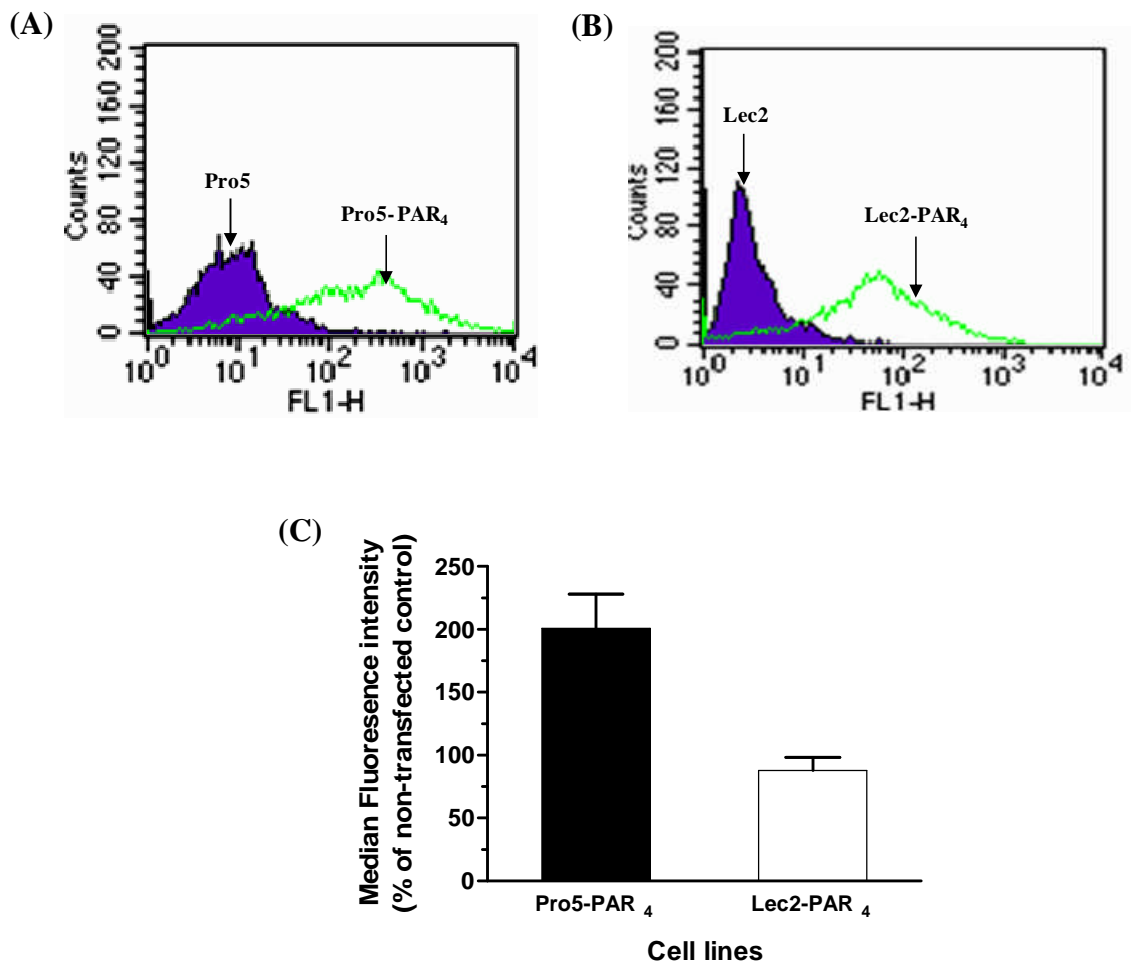 (A)
200
160
120
80
40
0
Counts
Pro5
Pro5-PAR4
10^0 10^1 10^2 10^3 10^4
FL1-H
(B)
200
160
120
80
40
0
Counts
Lec2
Lec2-PAR4
10^0 10^1 10^2 10^3 10^4
FL1-H
(C)
Median Fluoresence intensity
(% of non-transfected control)
250
200
150
100
50
0
Pro5-PAR 4
Lec2-PAR 4
Cell lines